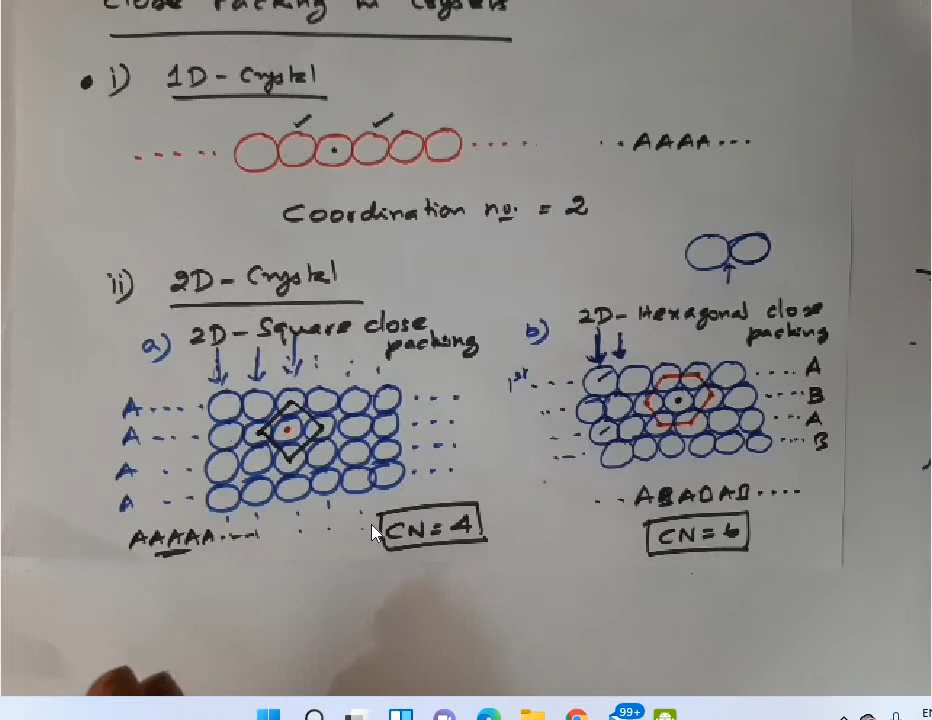 Close Packing in Crystals
i) 1D - Crystal
..... ..... ..AAAA...
Coordination no. = 2
ii) 2D - Crystal
a) 2D - Square close packing
b) 2D - Hexagonal close packing
1st
A
A
A
A
A
B
A
B
AAAAA....
CN = 4
..ABABAB....
CN = 6
99+
EN